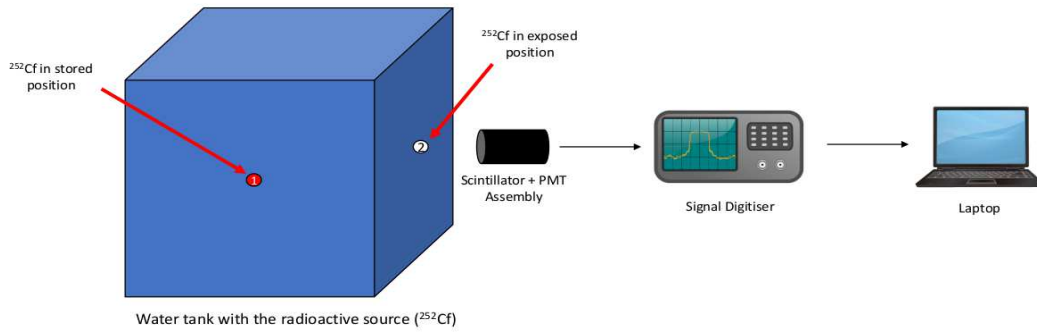 ²⁵²Cf in stored
position
²⁵²Cf in exposed
position
1
2
Scintillator + PMT
Assembly
Signal Digitiser
Laptop
Water tank with the radioactive source (²⁵²Cf)